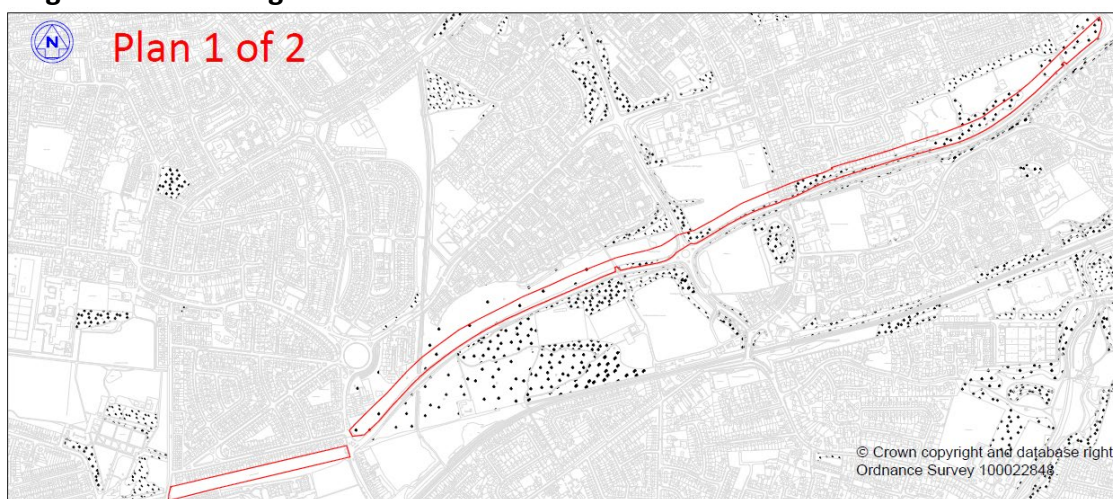 N
Plan 1 of 2
© Crown copyright and database right
Ordnance Survey 100022848.